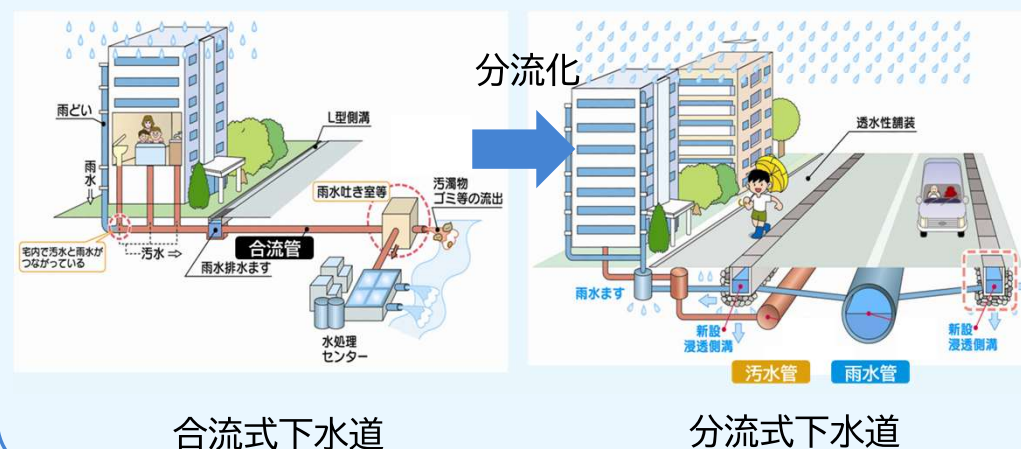 分流化
雨どい
雨水
L型側溝
雨水吐き室等
汚濁物
ゴミ等の流出
宅内で汚水と雨水が
つながっている
汚水
雨水排水ます
合流管
水処理
センター
合流式下水道
透水性舗装
雨水ます
新設
浸透側溝
新設
浸透側溝
汚水管
雨水管
分流式下水道